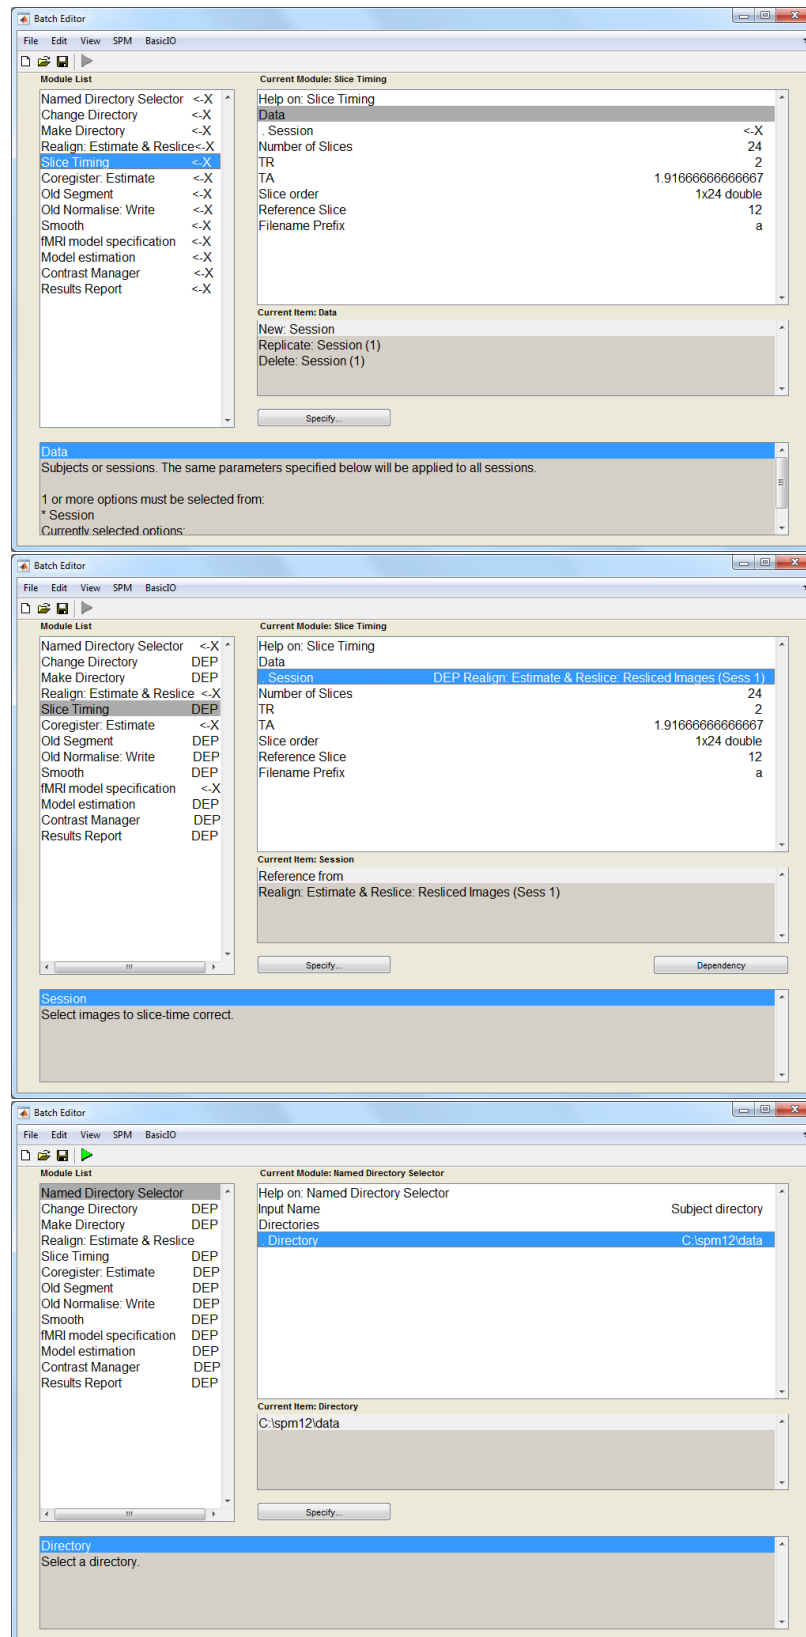 Batch Editor
File Edit View SPM BasicIO
Module List
Current Module: Slice Timing
Named Directory Selector <-X
Change Directory <-X
Make Directory <-X
Realign: Estimate & Reslice<-X
Slice Timing <-X
Coregister: Estimate <-X
Old Segment <-X
Old Normalise: Write <-X
Smooth <-X
fMRI model specification <-X
Model estimation <-X
Contrast Manager <-X
Results Report <-X
Help on: Slice Timing
Data
. Session <-X
Number of Slices 24
TR 2
TA 1.91666666666667
Slice order 1x24 double
Reference Slice 12
Filename Prefix a
Current Item: Data
New: Session
Replicate: Session (1)
Delete: Session (1)
Specify...
Data
Subjects or sessions. The same parameters specified below will be applied to all sessions.
1 or more options must be selected from:
* Session
Currently selected options:
Batch Editor
File Edit View SPM BasicIO
Module List
Current Module: Slice Timing
Named Directory Selector <-X
Change Directory DEP
Make Directory DEP
Realign: Estimate & Reslice <-X
Slice Timing DEP
Coregister: Estimate <-X
Old Segment DEP
Old Normalise: Write DEP
Smooth DEP
fMRI model specification <-X
Model estimation DEP
Contrast Manager DEP
Results Report DEP
Help on: Slice Timing
Data
. Session DEP Realign: Estimate & Reslice: Resliced Images (Sess 1)
Number of Slices 24
TR 2
TA 1.91666666666667
Slice order 1x24 double
Reference Slice 12
Filename Prefix a
Current Item: Session
Reference from
Realign: Estimate & Reslice: Resliced Images (Sess 1)
Specify...
Dependency
Session
Select images to slice-time correct.
Batch Editor
File Edit View SPM BasicIO
Module List
Current Module: Named Directory Selector
Named Directory Selector
Change Directory DEP
Make Directory DEP
Realign: Estimate & Reslice
Slice Timing DEP
Coregister: Estimate DEP
Old Segment DEP
Old Normalise: Write DEP
Smooth DEP
fMRI model specification DEP
Model estimation DEP
Contrast Manager DEP
Results Report DEP
Help on: Named Directory Selector
Input Name Subject directory
Directories
. Directory C:\spm12\data
Current Item: Directory
C:\spm12\data
Specify...
Directory
Select a directory.